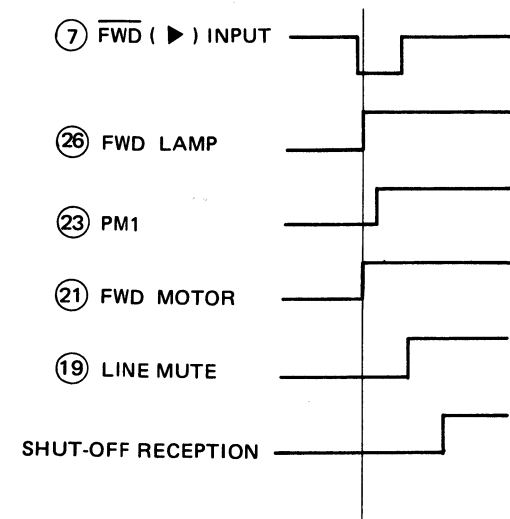 7 FWD ( ▶ ) INPUT
26 FWD LAMP
23 PM1
21 FWD MOTOR
19 LINE MUTE
SHUT-OFF RECEPTION